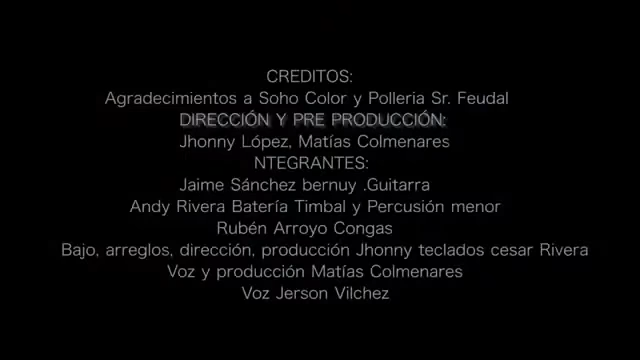 CREDITOS:
Agradecimientos a Soho Color y Polleria Sr. Feudal
DIRECCIÓN Y PRE PRODUCCIÓN:
Jhonny López, Matías Colmenares
NTEGRANTES:
Jaime Sánchez bernuy .Guitarra
Andy Rivera Batería Timbal y Percusión menor
Rubén Arroyo Congas
Bajo, arreglos, dirección, producción Jhonny teclados cesar Rivera
Voz y producción Matías Colmenares
Voz Jerson Vilchez